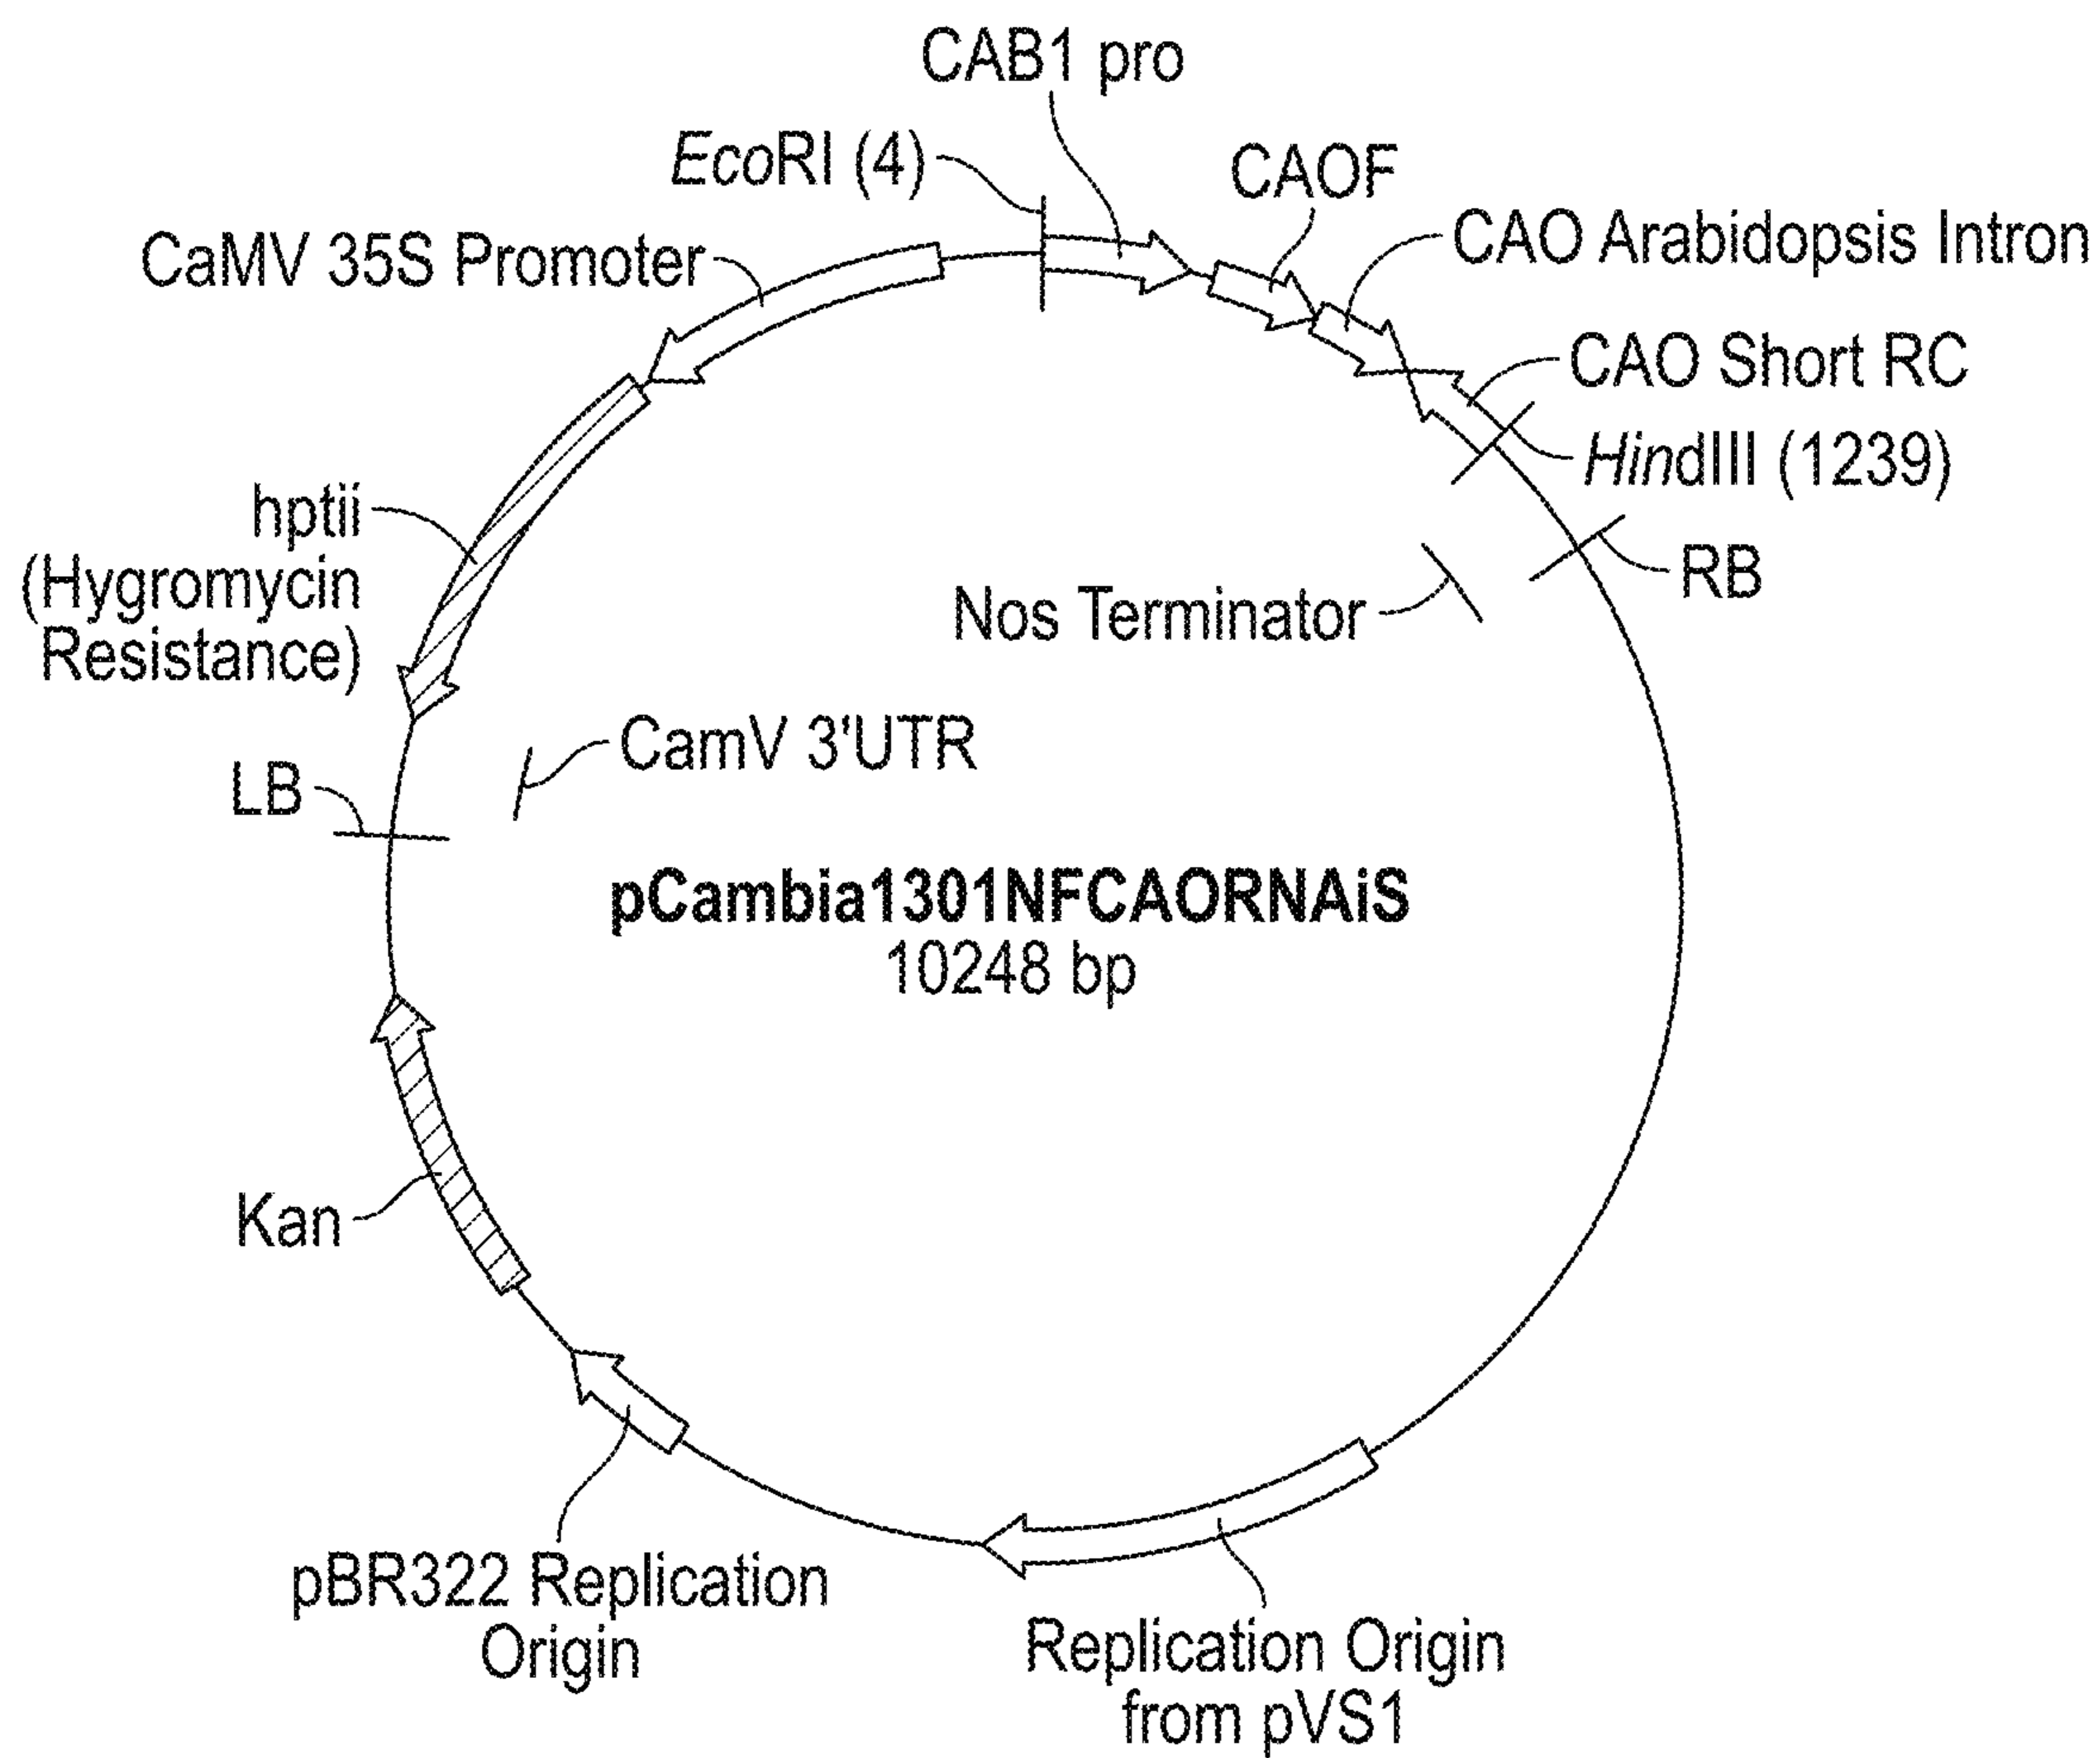 CAB1 pro
EcoRI (4)
CAOF
CaMV 35S Promoter
CAO Arabidopsis Intron
CAO Short RC
HindIII (1239)
hptii
(Hygromycin
Resistance)
RB
Nos Terminator
CamV 3'UTR
LB
pCambia1301NFCAORNAiS
10248 bp
Kan
pBR322 Replication
Origin
Replication Origin
from pVS1